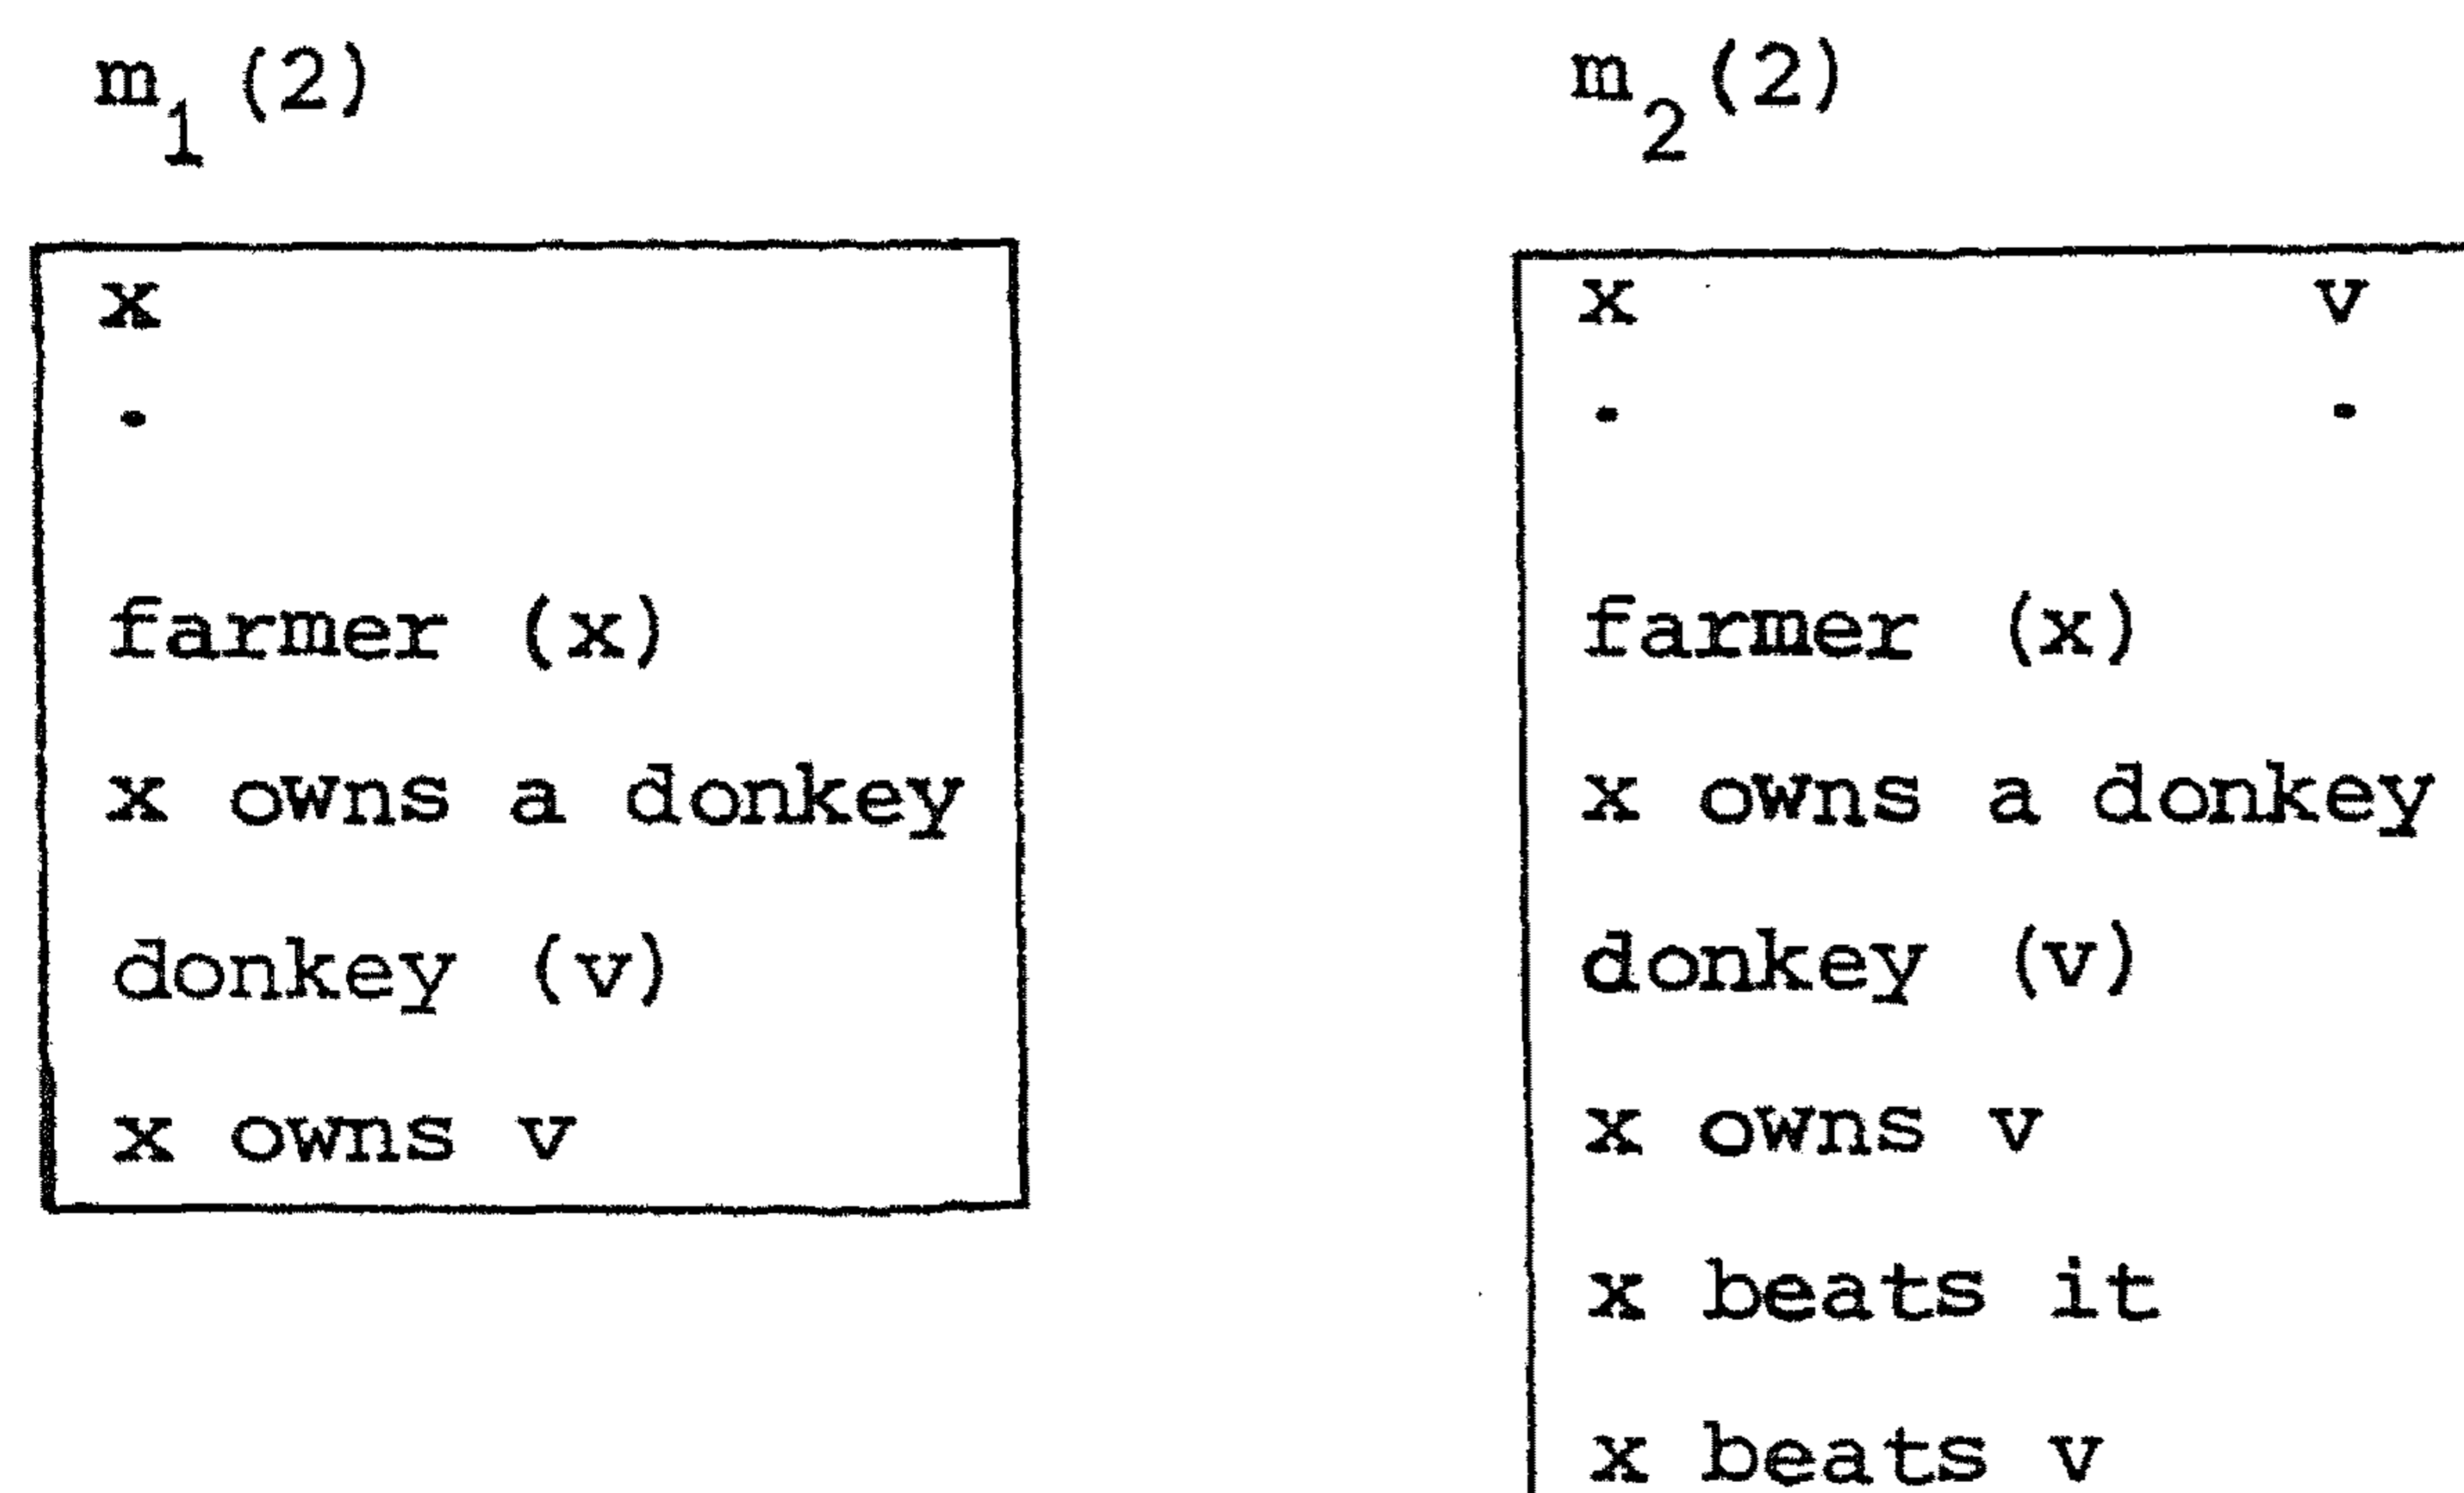 m1 (2)
x
.
farmer (x)
x owns a donkey
donkey (v)
x owns v
m2 (2)
x v
. .
farmer (x)
x owns a donkey
donkey (v)
x owns v
x beats it
x beats v